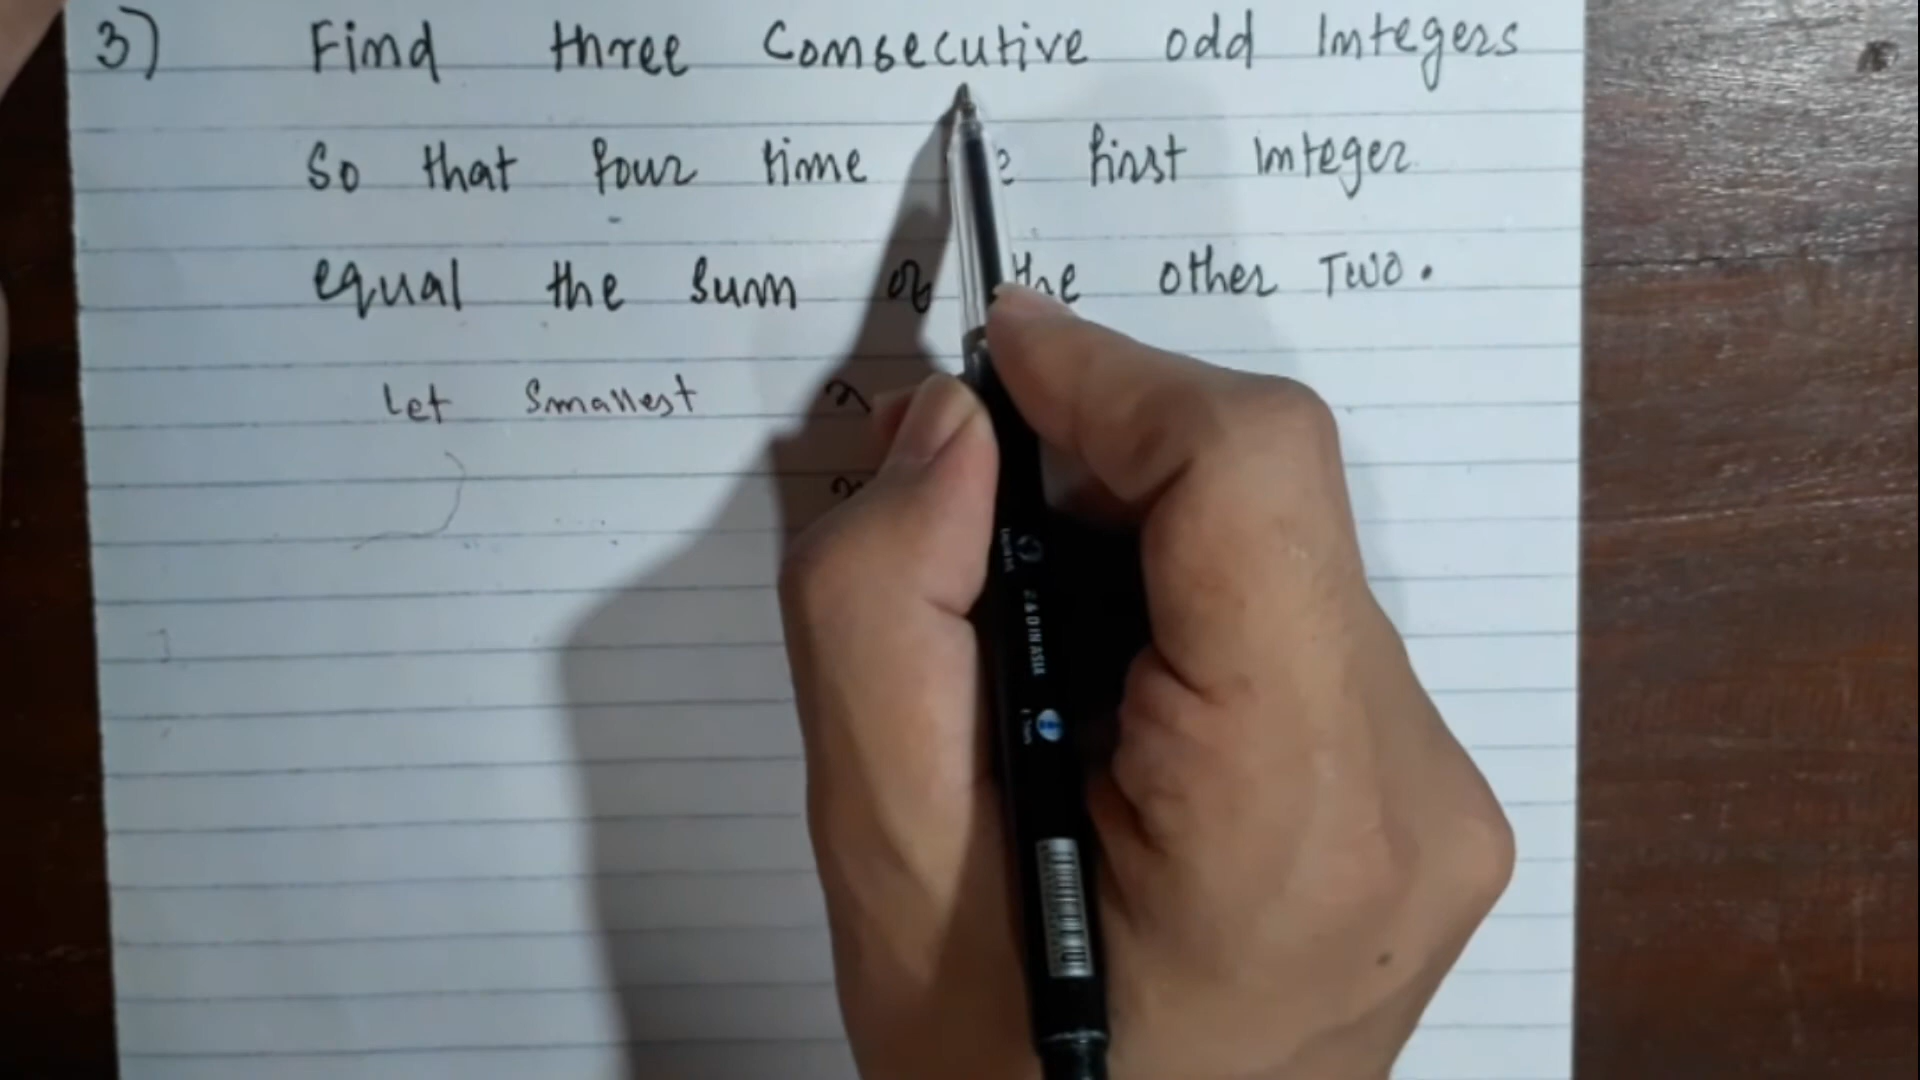 3) Find three Consecutive odd Integers
So that four time first Integer
equal the Sum of the other Two.
Let Smallest x
x